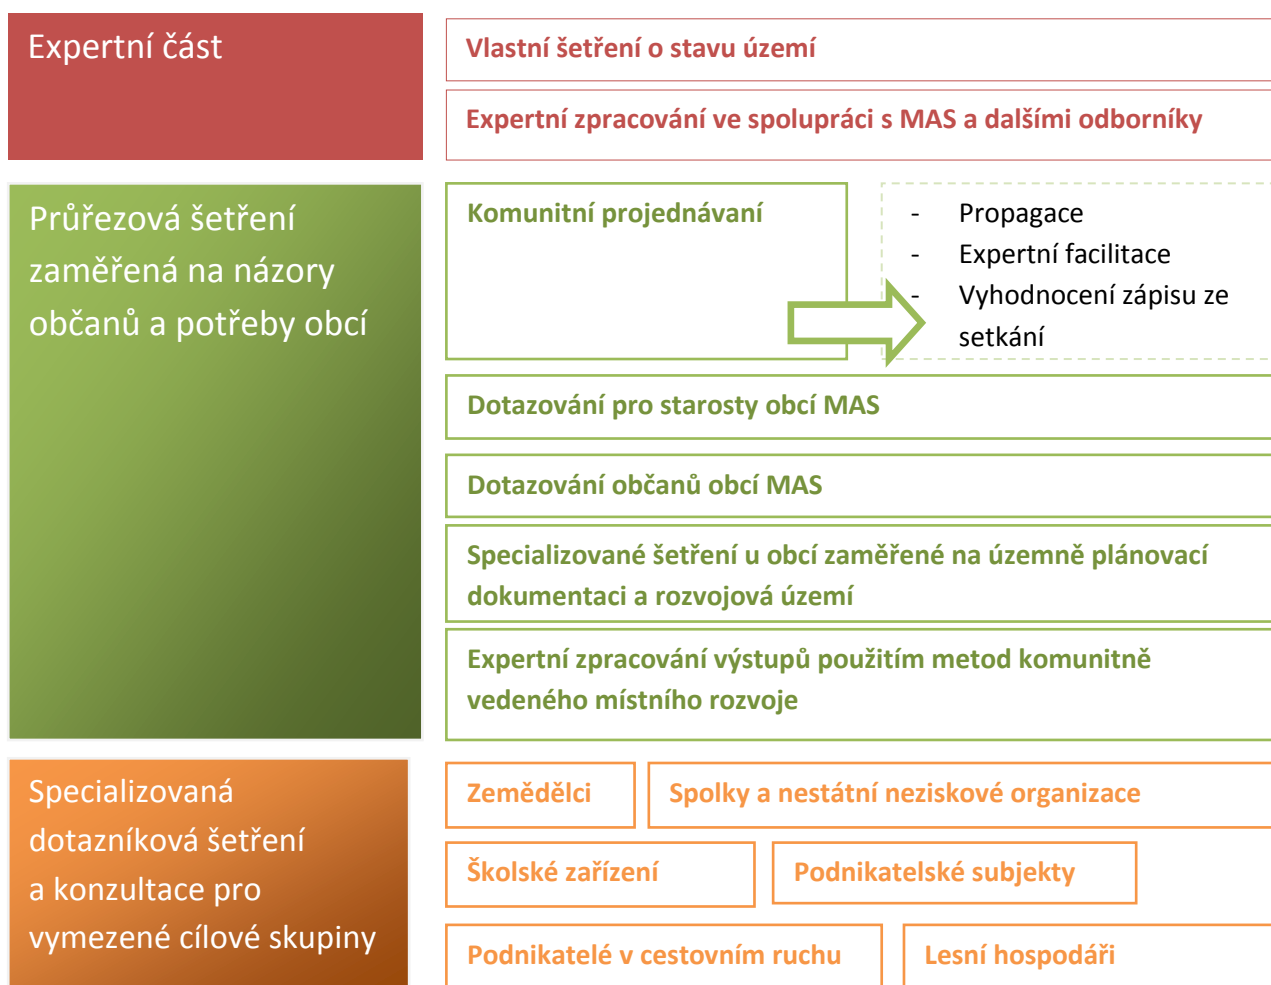 Expertní část
Vlastní šetření o stavu území
Expertní zpracování ve spolupráci s MAS a dalšími odborníky
Průřezová šetření
zaměřená na názory
občanů a potřeby obcí
Komunitní projednávaní
- Propagace
- Expertní facilitace
- Vyhodnocení zápisu ze
setkání
Dotazování pro starosty obcí MAS
Dotazování občanů obcí MAS
Specializované šetření u obcí zaměřené na územně plánovací
dokumentaci a rozvojová území
Expertní zpracování výstupů použitím metod komunitně
vedeného místního rozvoje
Specializovaná
dotazníková šetření
a konzultace pro
vymezené cílové skupiny
Zemědělci
Spolky a nestátní neziskové organizace
Školské zařízení
Podnikatelské subjekty
Podnikatelé v cestovním ruchu
Lesní hospodáři